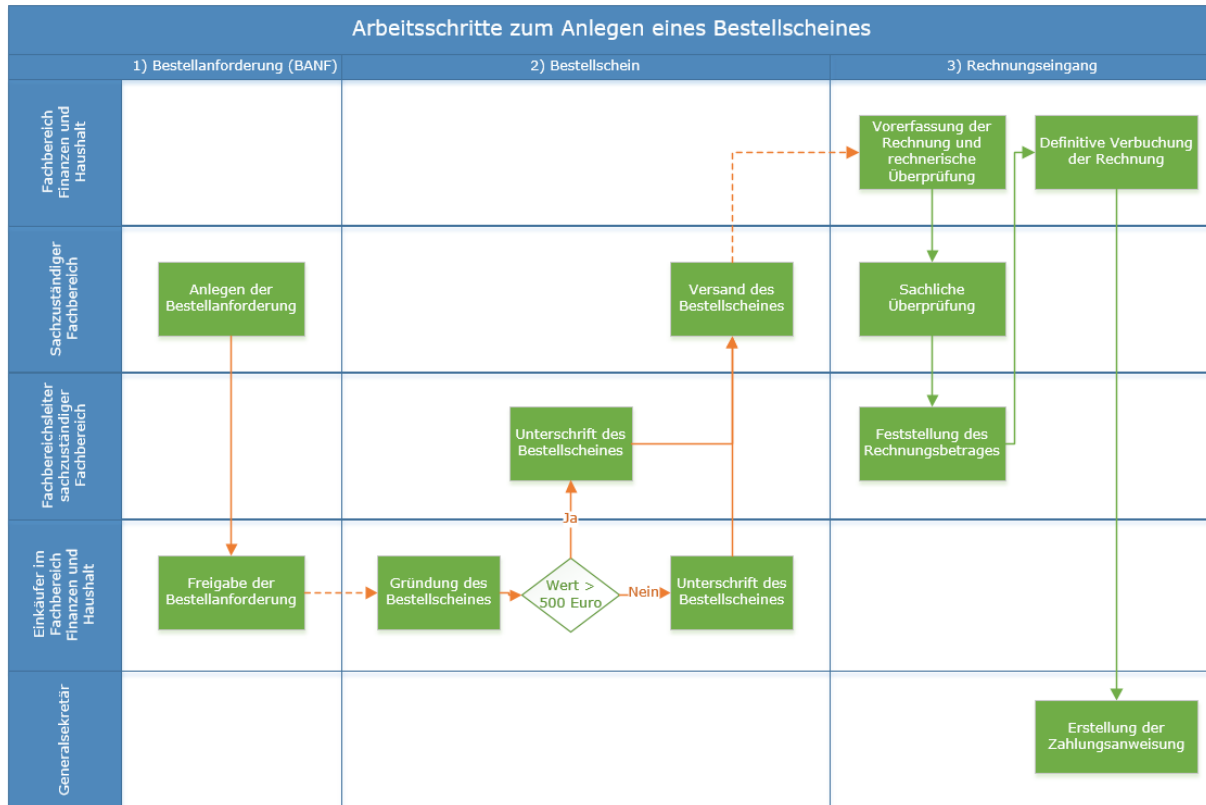 Arbeitsschritte zum Anlegen eines Bestellscheines
1) Bestellanforderung (BANF)
2) Bestellschein
3) Rechnungseingang
Fachbereich
Finanzen und
Haushalt
Vorerfassung der
Rechnung und
rechnerische
Überprüfung
Definitive Verbuchung
der Rechnung
Sachzuständiger
Fachbereich
Anlegen der
Bestellanforderung
Versand des
Bestellscheines
Sachliche
Überprüfung
Fachbereichsleiter
sachzuständiger
Fachbereich
Unterschrift des
Bestellscheines
Feststellung des
Rechnungsbetrages
Ja
Einkäufer im
Fachbereich
Finanzen und
Haushalt
Freigabe der
Bestellanforderung
Gründung des
Bestellscheines
Wert >
500 Euro
Nein
Unterschrift des
Bestellscheines
Generalsekretär
Erstellung der
Zahlungsanweisung